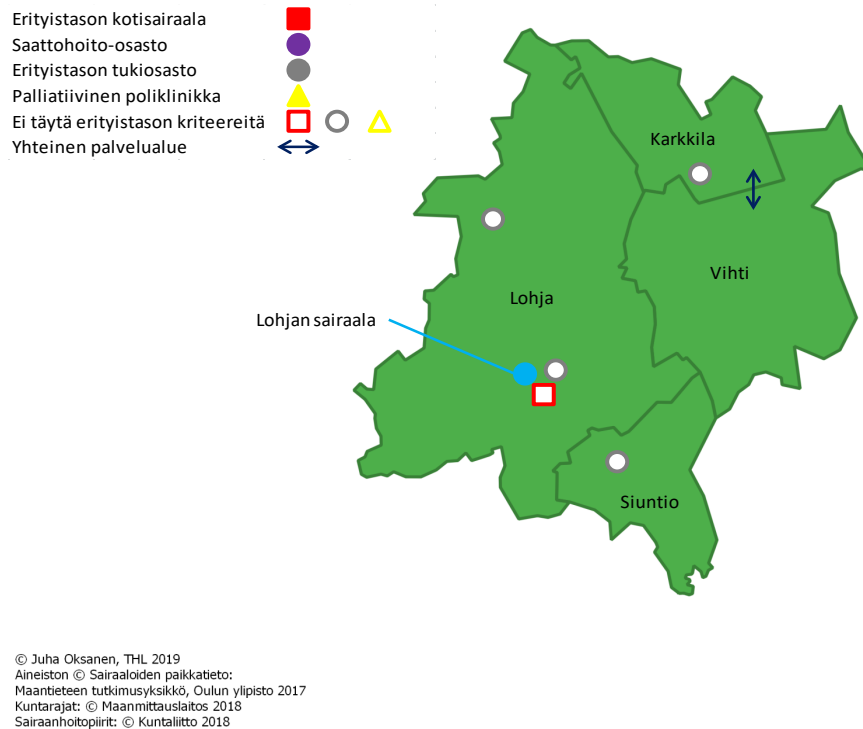 Erityistason kotisairaala
Saattohoito-osasto
Erityistason tukiosasto
Palliatiivinen poliklinikka
Ei täytä erityistason kriteereitä
Yhteinen palvelualue
Karkkila
Vihti
Lohja
Lohjan sairaala
Siuntio
© Juha Oksanen, THL 2019
Aineiston © Sairaaloiden paikkatieto:
Maantieteen tutkimusyksikkö, Oulun ylipisto 2017
Kuntarajat: © Maanmittauslaitos 2018
Sairaanhoitopiirit: © Kuntaliitto 2018